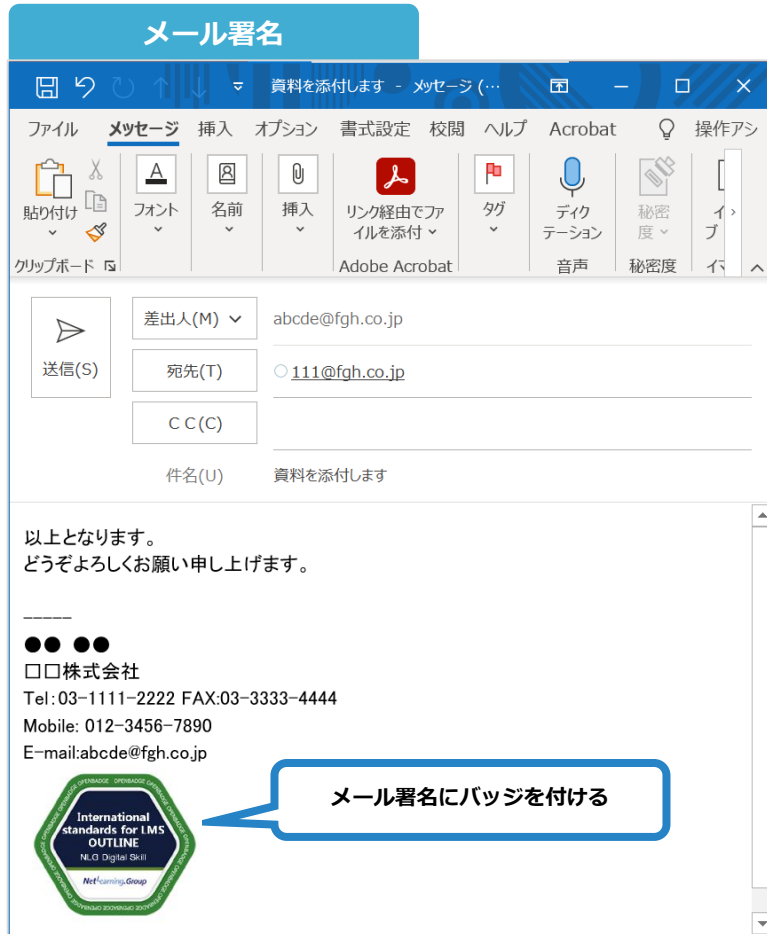 メール署名
資料を添付します - メッセージ (…
ファイル メッセージ 挿入 オプション 書式設定 校閲 ヘルプ Acrobat 操作アシ
貼り付け フォント 名前 挿入 リンク経由でファイルを添付 タグ ディクテーション 秘密度
クリップボード Adobe Acrobat 音声 秘密度
送信(S)
差出人(M) abcde@fgh.co.jp
宛先(T) 111@fgh.co.jp
CC(C)
件名(U) 資料を添付します
以上となります。
どうぞよろしくお願い申し上げます。
-----
●● ●●
□□株式会社
Tel:03-1111-2222 FAX:03-3333-4444
Mobile: 012-3456-7890
E-mail:abcde@fgh.co.jp
メール署名にバッジを付ける
OPENBADGE OPENBADGE
International
standards for LMS
OUTLINE
NLG Digital Skill
NetLearning.Group